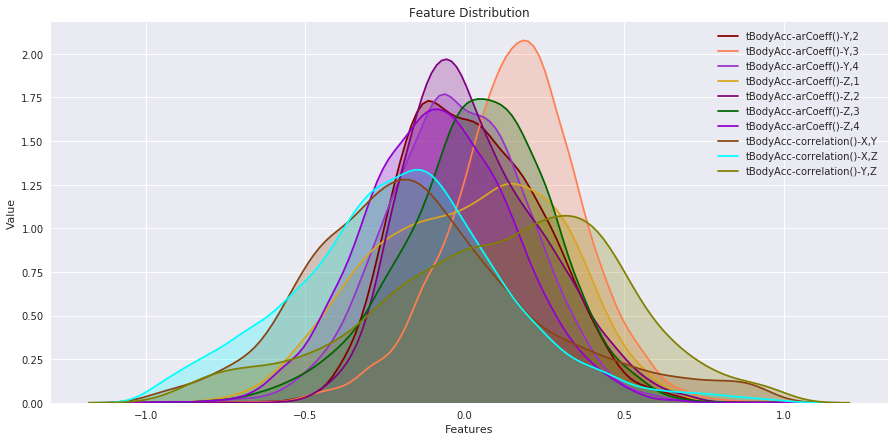 Feature Distribution
tBodyAcc-arCoeff()-Y,2
tBodyAcc-arCoeff()-Y,3
tBodyAcc-arCoeff()-Y,4
tBodyAcc-arCoeff()-Z,1
tBodyAcc-arCoeff()-Z,2
tBodyAcc-arCoeff()-Z,3
tBodyAcc-arCoeff()-Z,4
tBodyAcc-correlation()-X,Y
tBodyAcc-correlation()-X,Z
tBodyAcc-correlation()-Y,Z
Value
2.00
1.75
1.50
1.25
1.00
0.75
0.50
0.25
0.00
−1.0
−0.5
0.0
0.5
1.0
Features